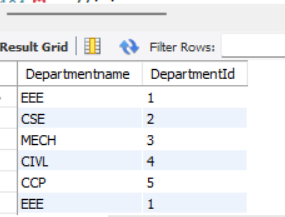 Result Grid Filter Rows:
Departmentname DepartmentId
EEE 1
CSE 2
MECH 3
CIVL 4
CCP 5
EEE 1